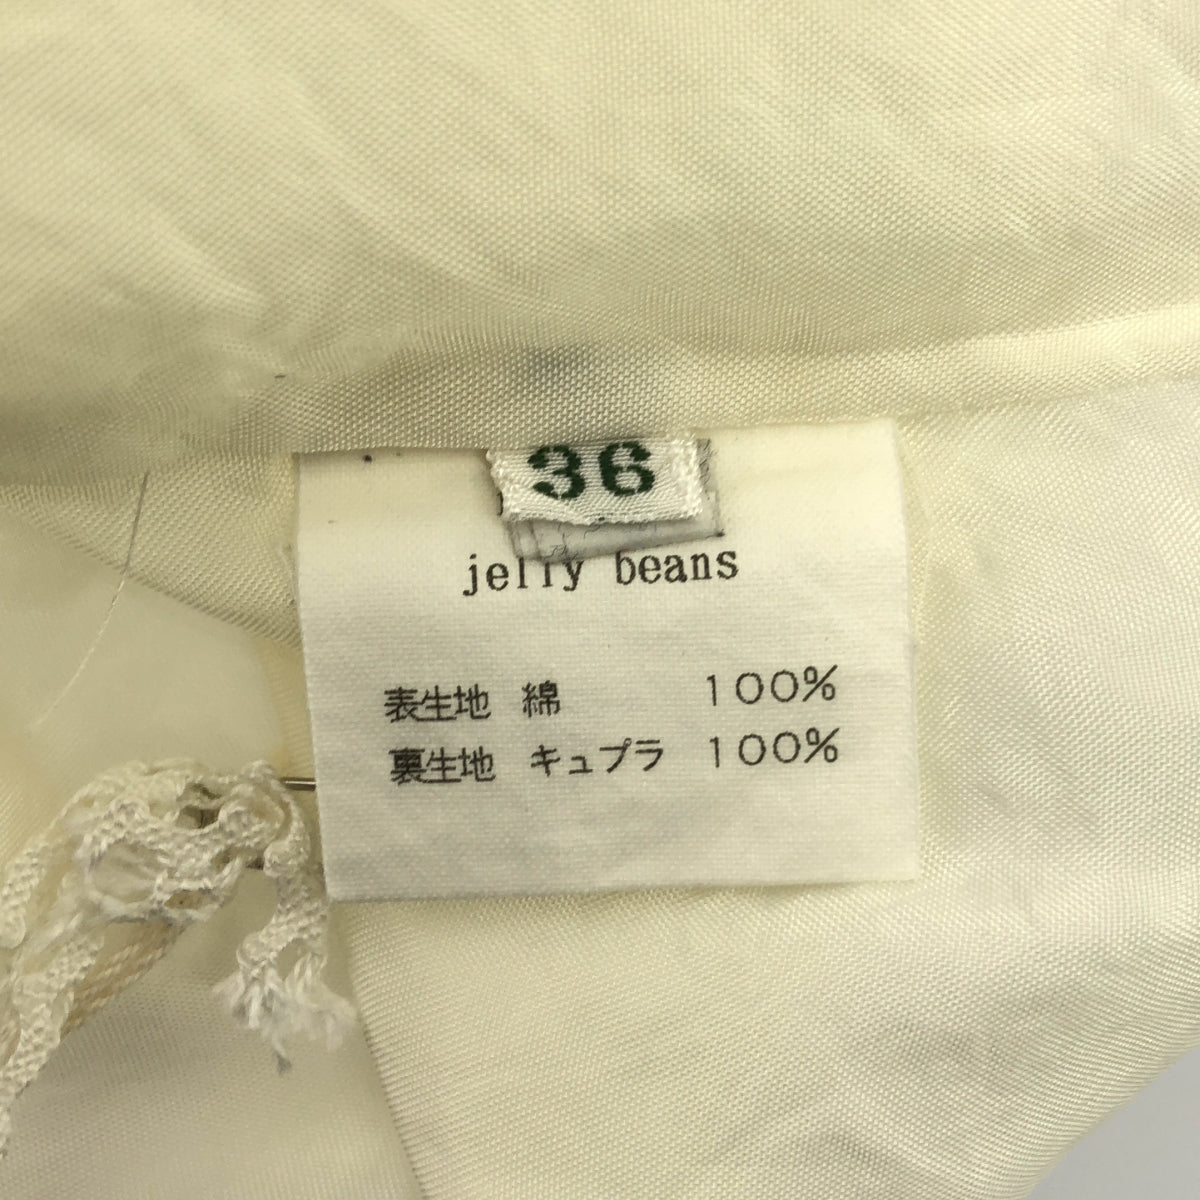 36
jelly beans
表生地 綿 100%
裏生地 キュプラ 100%